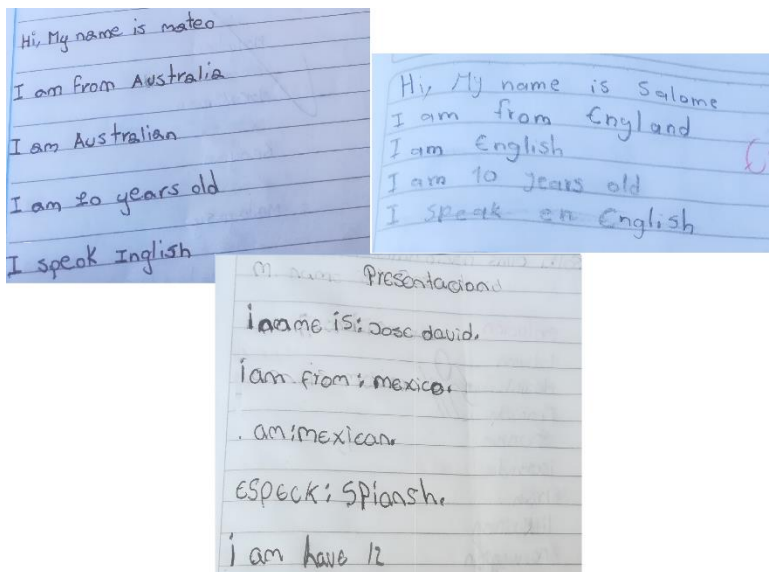 Hi, My name is mateo
I am from Australia
I am Australian
I am 10 years old
I speak Inglish
Hi, My name is Salome
I am from England
I am English
I am 10 years old
I speak en English
Presentacion
i name is: Jose david.
i am from: mexico.
. am: mexican.
ESPECK: Spiansh.
i am have 12